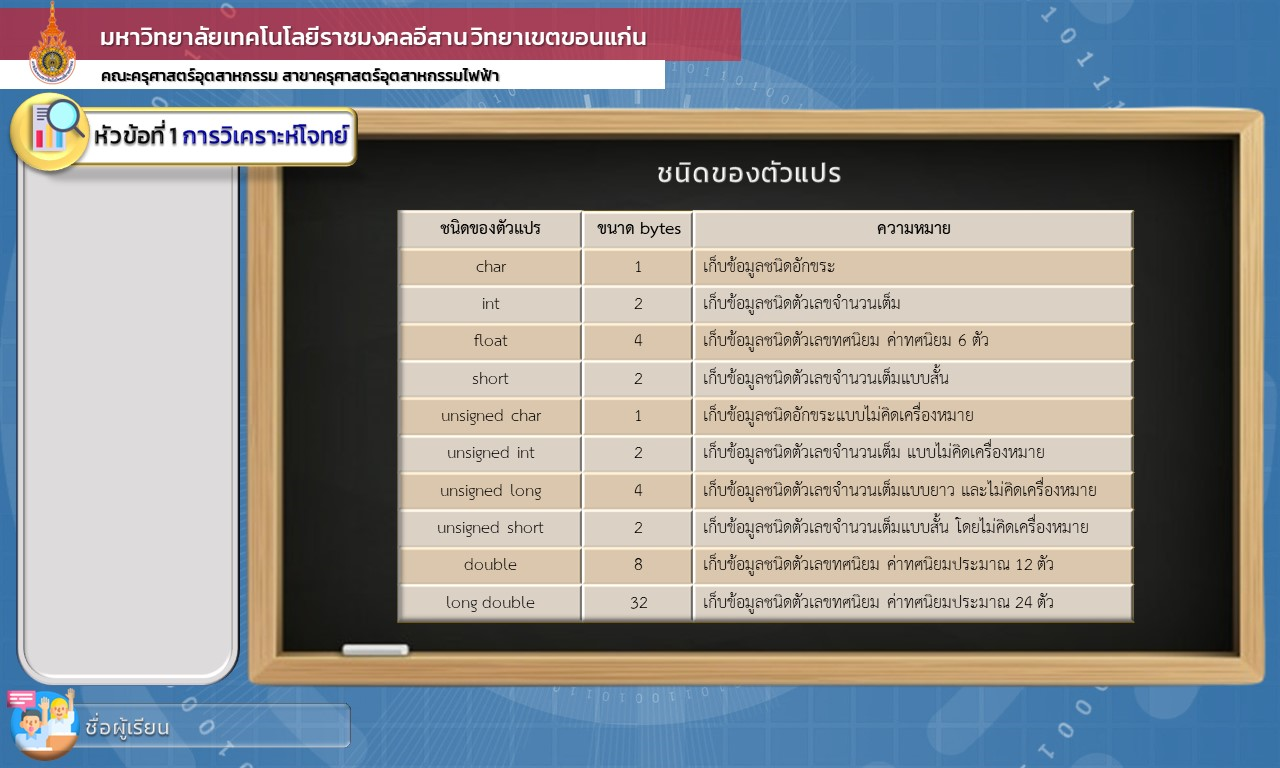 มหาวิทยาลัยเทคโนโลยีราชมงคลอีสาน วิทยาเขตขอนแก่น
คณะครุศาสตร์อุตสาหกรรม สาขาครุศาสตร์อุตสาหกรรมไฟฟ้า
หัวข้อที่ 1 การวิเคราะห์โจทย์
ชนิดของตัวแปร
ชนิดของตัวแปร ขนาด bytes ความหมาย
char 1 เก็บข้อมูลชนิดอักขระ
int 2 เก็บข้อมูลชนิดตัวเลขจำนวนเต็ม
float 4 เก็บข้อมูลชนิดตัวเลขทศนิยม ค่าทศนิยม 6 ตัว
short 2 เก็บข้อมูลชนิดตัวเลขจำนวนเต็มแบบสั้น
unsigned char 1 เก็บข้อมูลชนิดอักขระแบบไม่คิดเครื่องหมาย
unsigned int 2 เก็บข้อมูลชนิดตัวเลขจำนวนเต็ม แบบไม่คิดเครื่องหมาย
unsigned long 4 เก็บข้อมูลชนิดตัวเลขจำนวนเต็มแบบยาว และไม่คิดเครื่องหมาย
unsigned short 2 เก็บข้อมูลชนิดตัวเลขจำนวนเต็มแบบสั้น โดยไม่คิดเครื่องหมาย
double 8 เก็บข้อมูลชนิดตัวเลขทศนิยม ค่าทศนิยมประมาณ 12 ตัว
long double 32 เก็บข้อมูลชนิดตัวเลขทศนิยม ค่าทศนิยมประมาณ 24 ตัว
ชื่อผู้เรียน